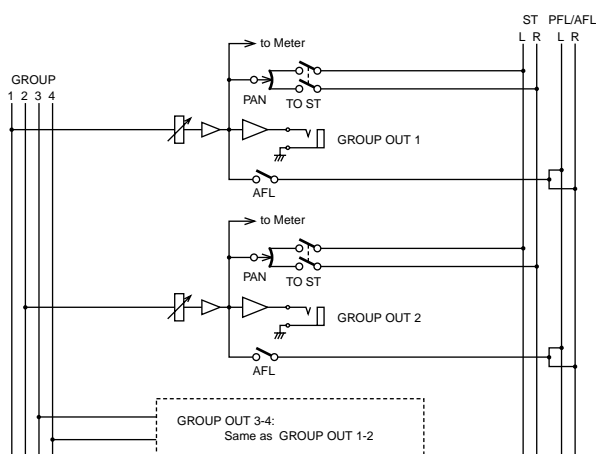 ST PFL/AFL
L R L R
to Meter
GROUP
1 2 3 4
PAN TO ST
GROUP OUT 1
AFL
to Meter
PAN TO ST
GROUP OUT 2
AFL
GROUP OUT 3-4:
Same as GROUP OUT 1-2